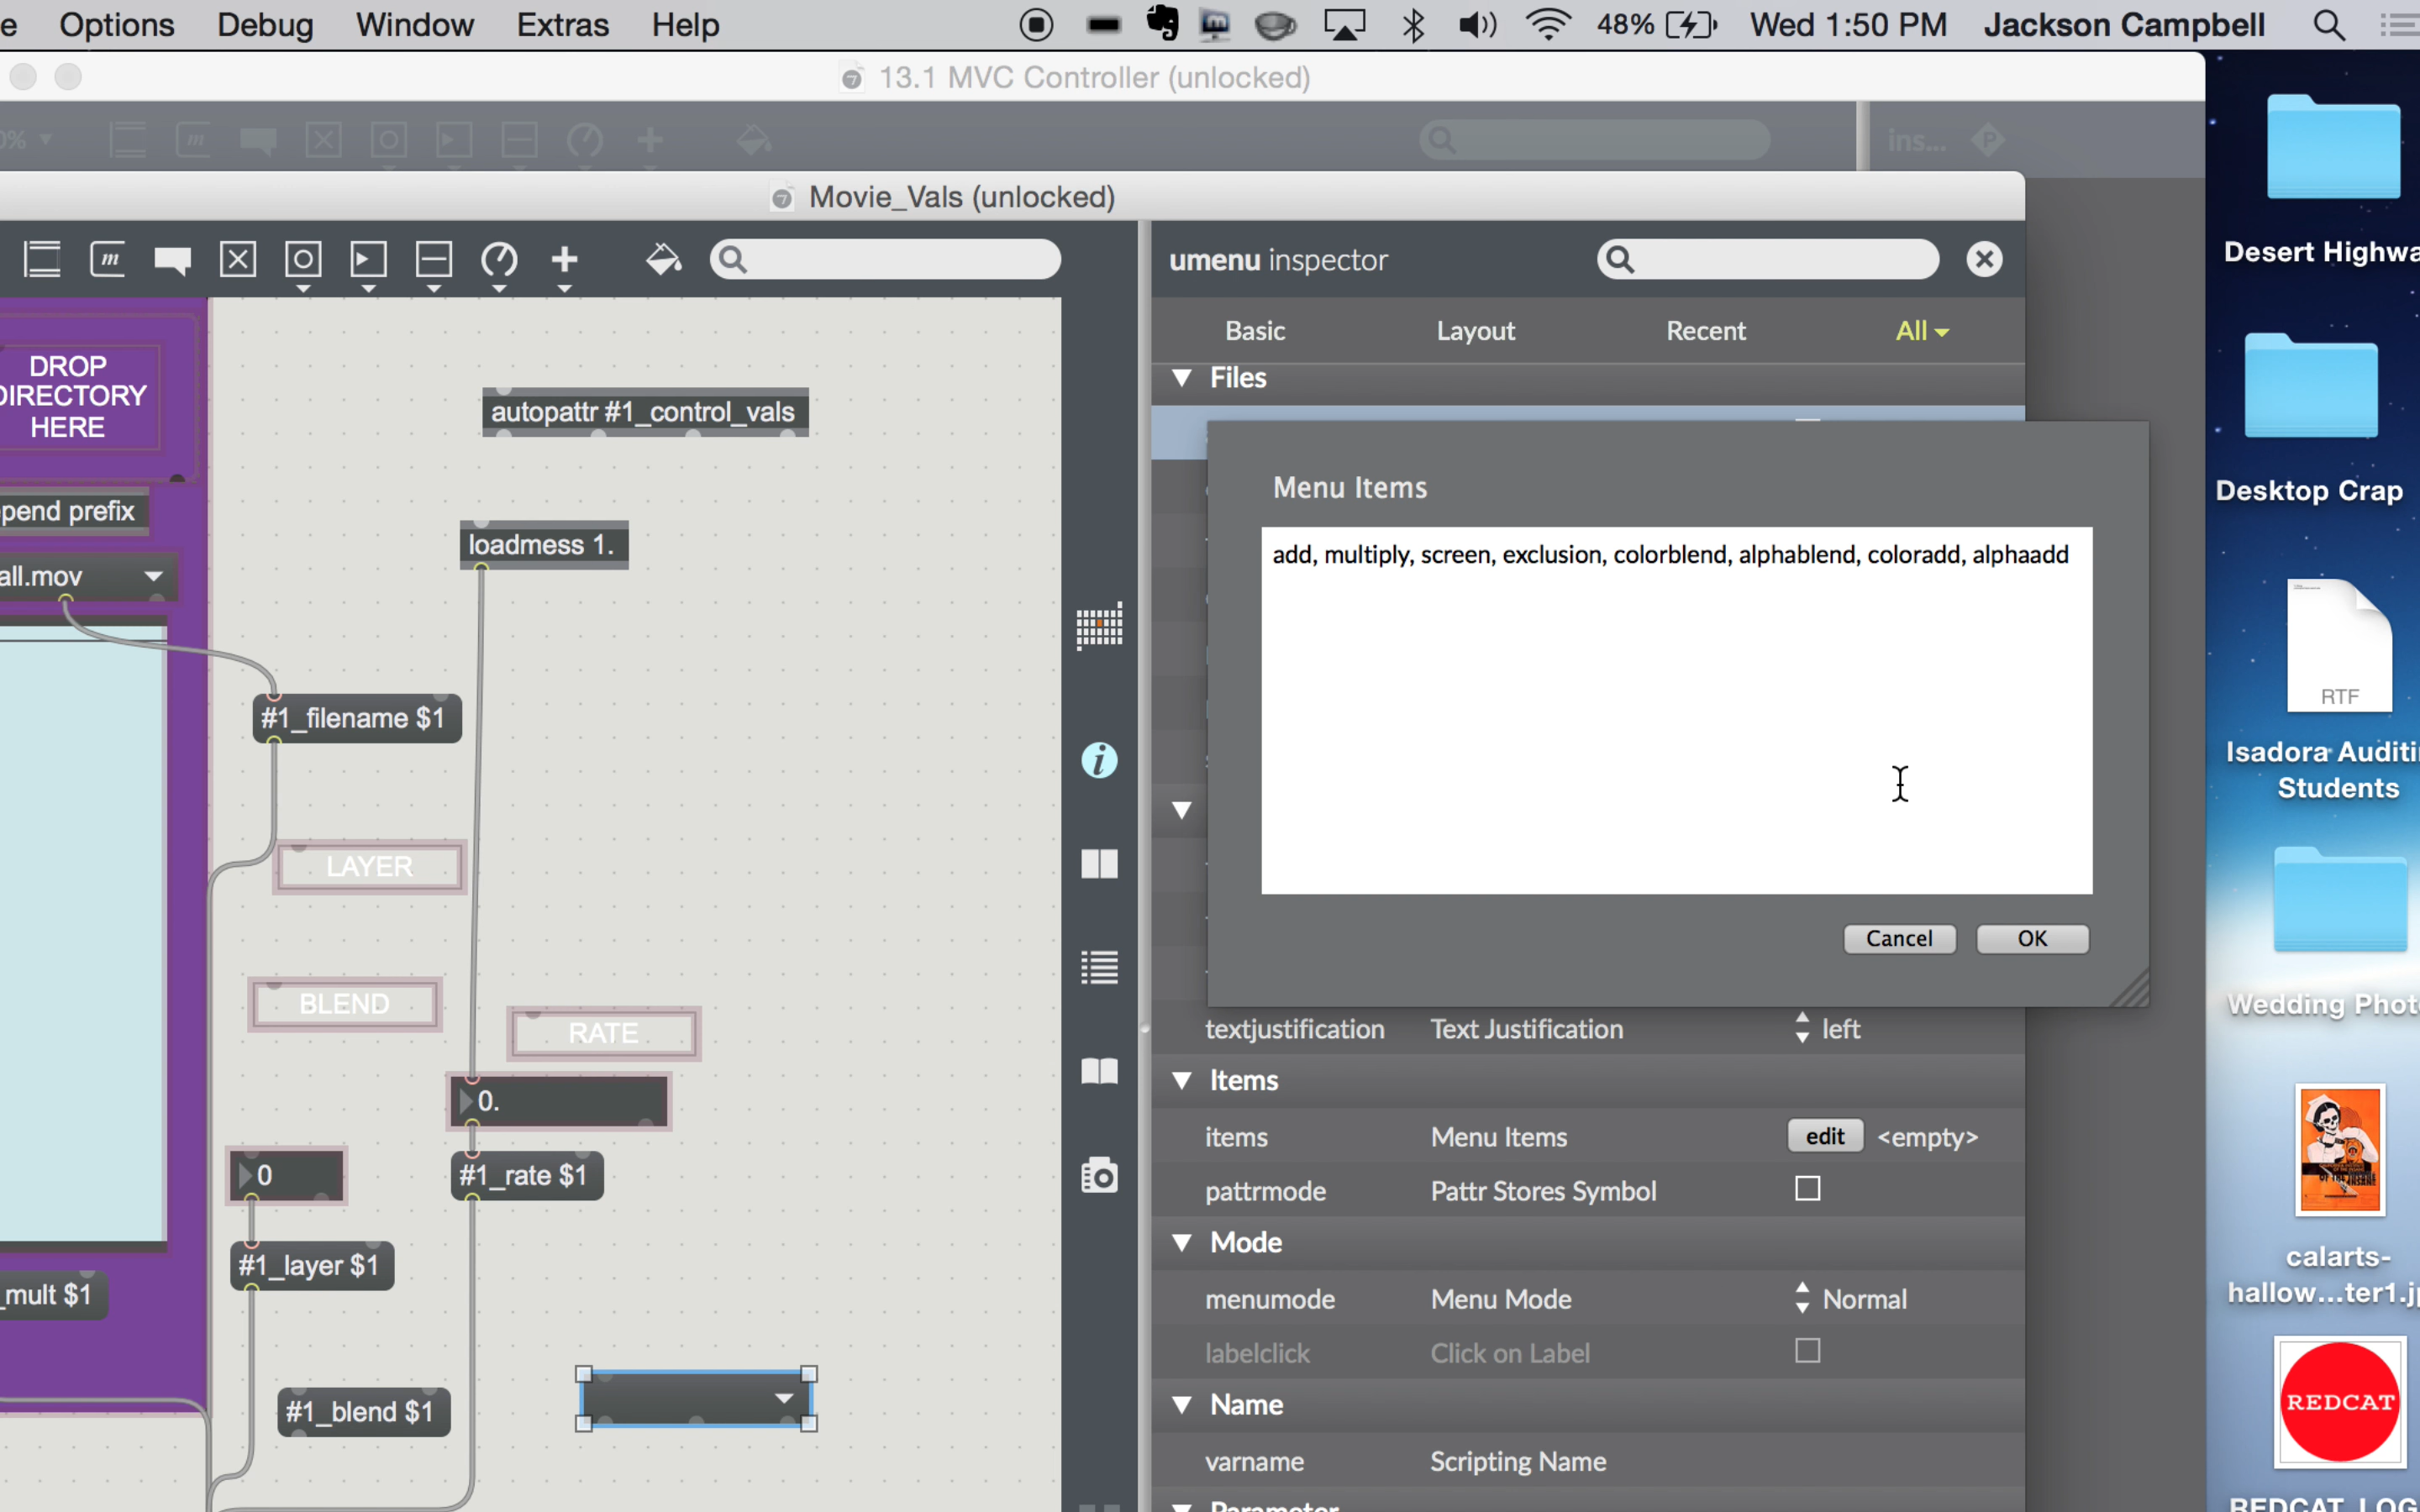 e Options Debug Window Extras Help 48% Wed 1:50 PM Jackson Campbell
13.1 MVC Controller (unlocked)
0% m ins... P
Movie_Vals (unlocked)
m
umenu inspector
Basic Layout Recent All
Files
DROP
DIRECTORY
HERE
autopattr #1_control_vals
pend prefix
loadmess 1.
all.mov
#1_filename $1
LAYER
BLEND
RATE
0.
0
#1_rate $1
#1_layer $1
_mult $1
#1_blend $1
Menu Items
add, multiply, screen, exclusion, colorblend, alphablend, coloradd, alphaadd
Cancel OK
textjustification Text Justification left
Items
items Menu Items edit <empty>
pattrmode Pattr Stores Symbol
Mode
menumode Menu Mode Normal
labelclick Click on Label
Name
varname Scripting Name
Parameter
Desert Highwa
Desktop Crap
RTF
Isadora Auditi
Students
Wedding Phot
calarts-
hallow...ter1.j
REDCAT
REDCAT LOG